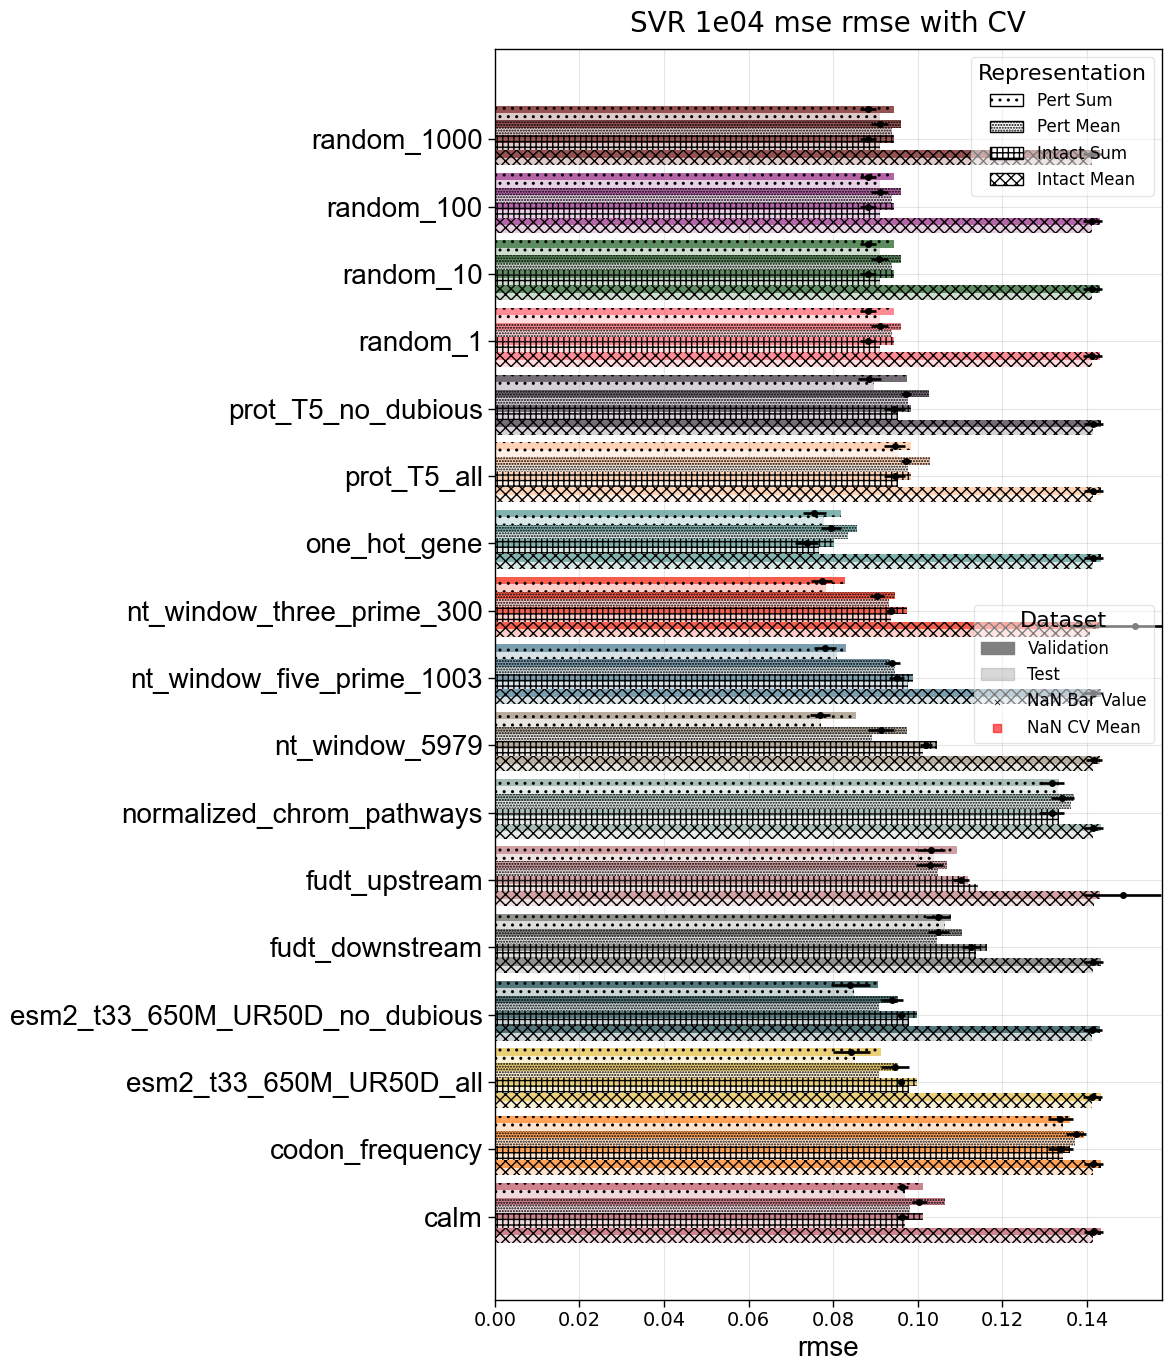 SVR 1e04 mse rmse with CV
Representation
Pert Sum
Pert Mean
Intact Sum
Intact Mean
random_1000
random_100
random_10
random_1
prot_T5_no_dubious
prot_T5_all
one_hot_gene
nt_window_three_prime_300
nt_window_five_prime_1003
nt_window_5979
normalized_chrom_pathways
fudt_upstream
fudt_downstream
esm2_t33_650M_UR50D_no_dubious
esm2_t33_650M_UR50D_all
codon_frequency
calm
Dataset
Validation
Test
NaN Bar Value
NaN CV Mean
0.00 0.02 0.04 0.06 0.08 0.10 0.12 0.14
rmse